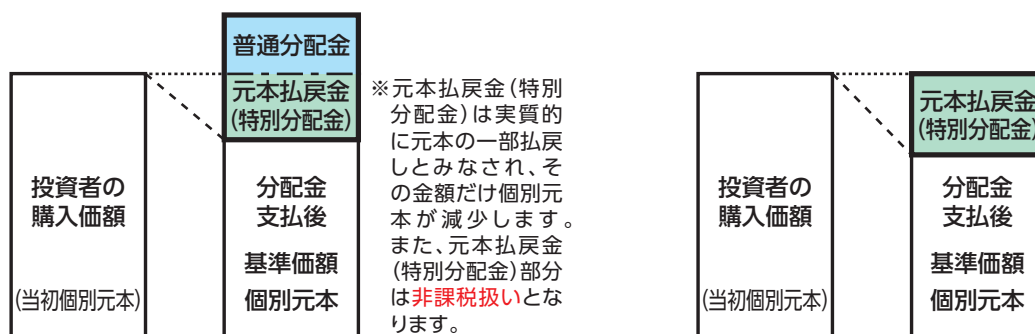 普通分配金
元本払戻金
(特別分配金)
投資者の
購入価額
(当初個別元本)
分配金
支払後
基準価額
個別元本
※元本払戻金(特別
分配金)は実質的
に元本の一部払戻
しとみなされ、そ
の金額だけ個別元
本が減少します。
また、元本払戻金
(特別分配金)部分
は非課税扱いとな
ります。
元本払戻金
(特別分配金)
投資者の
購入価額
(当初個別元本)
分配金
支払後
基準価額
個別元本